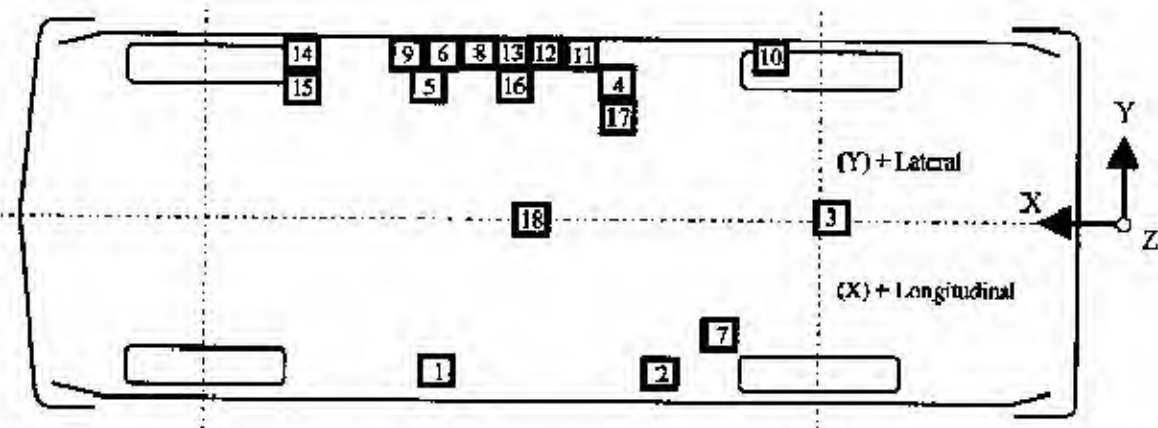 14 9 6 8 13 12 11 10
15 5 16 4
17
Y
(Y) + Lateral
18 3 X
Z
(X) + Longitudinal
7
1 2